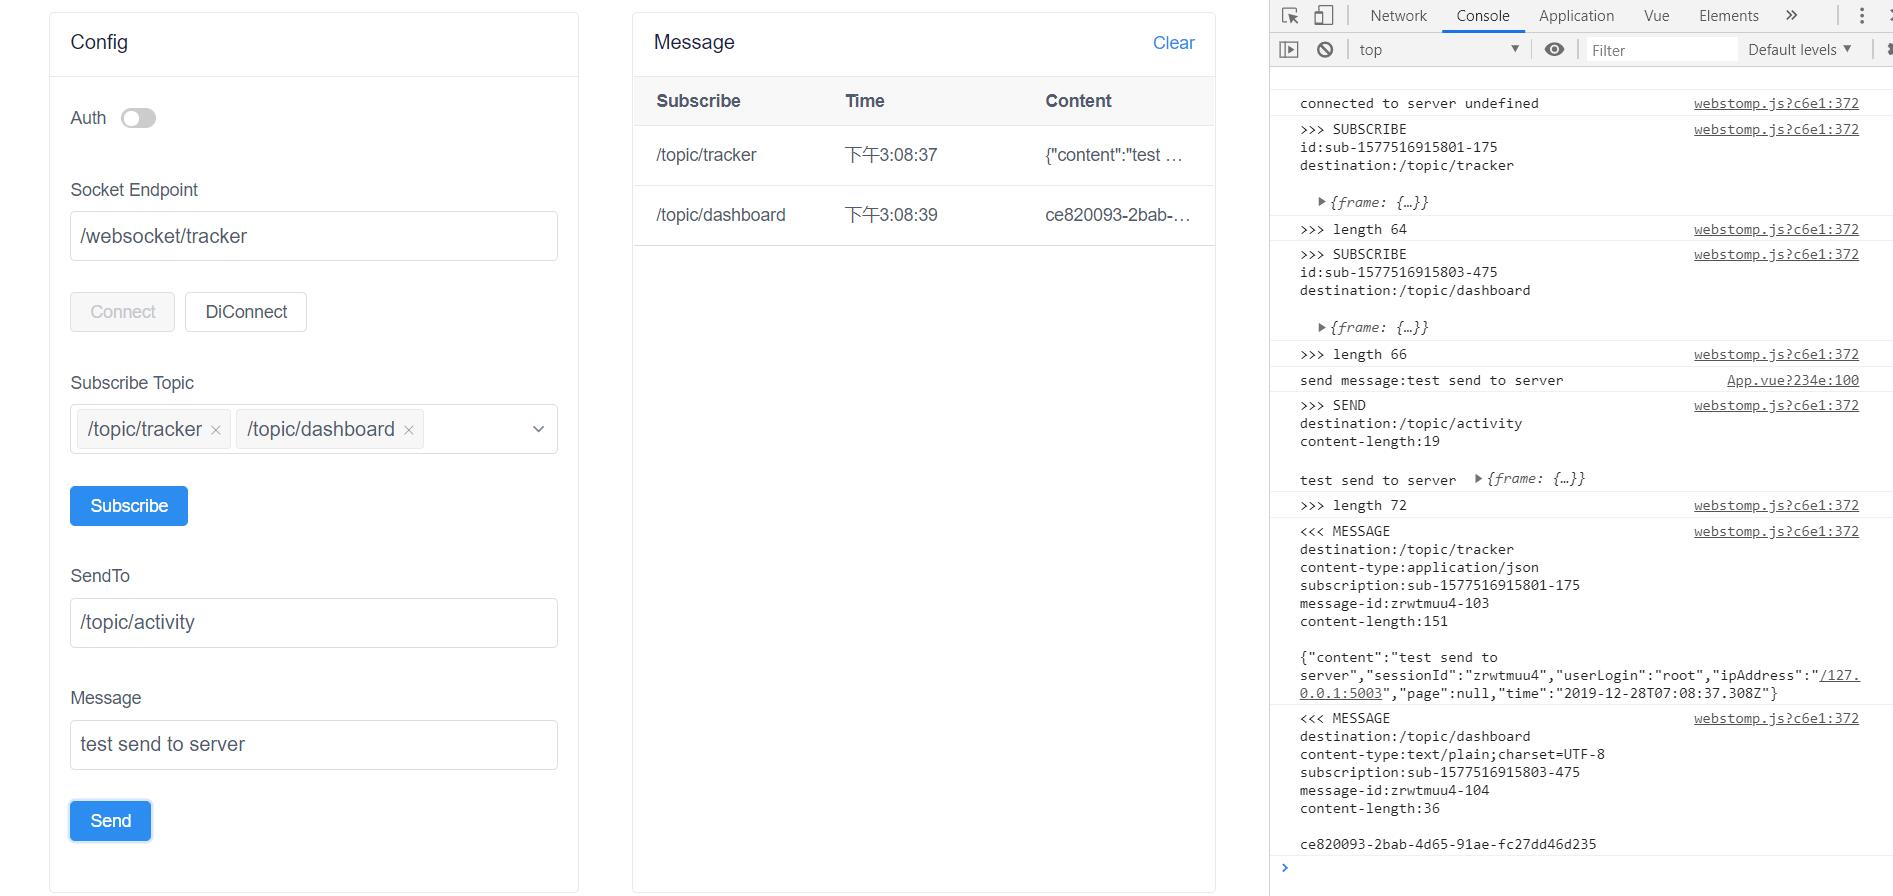 Config
Auth
Socket Endpoint
/websocket/tracker
Connect DiConnect
Subscribe Topic
/topic/tracker × /topic/dashboard ×
Subscribe
SendTo
/topic/activity
Message
test send to server
Send
Message Clear
Subscribe Time Content
/topic/tracker 下午3:08:37 {"content":"test …
/topic/dashboard 下午3:08:39 ce820093-2bab-…
Network Console Application Vue Elements »
top Filter Default levels ▼
connected to server undefined webstomp.js?c6e1:372
>>> SUBSCRIBE webstomp.js?c6e1:372
id:sub-1577516915801-175
destination:/topic/tracker
{frame: {…}}
>>> length 64 webstomp.js?c6e1:372
>>> SUBSCRIBE webstomp.js?c6e1:372
id:sub-1577516915803-475
destination:/topic/dashboard
{frame: {…}}
>>> length 66 webstomp.js?c6e1:372
send message:test send to server App.vue?234e:100
>>> SEND webstomp.js?c6e1:372
destination:/topic/activity
content-length:19
test send to server {frame: {…}}
>>> length 72 webstomp.js?c6e1:372
<<< MESSAGE webstomp.js?c6e1:372
destination:/topic/tracker
content-type:application/json
subscription:sub-1577516915801-175
message-id:zrwtmuu4-103
content-length:151
{"content":"test send to
server","sessionId":"zrwtmuu4","userLogin":"root","ipAddress":"/127.
0.0.1:5003","page":null,"time":"2019-12-28T07:08:37.308Z"}
<<< MESSAGE webstomp.js?c6e1:372
destination:/topic/dashboard
content-type:text/plain;charset=UTF-8
subscription:sub-1577516915803-475
message-id:zrwtmuu4-104
content-length:36
ce820093-2bab-4d65-91ae-fc27dd46d235